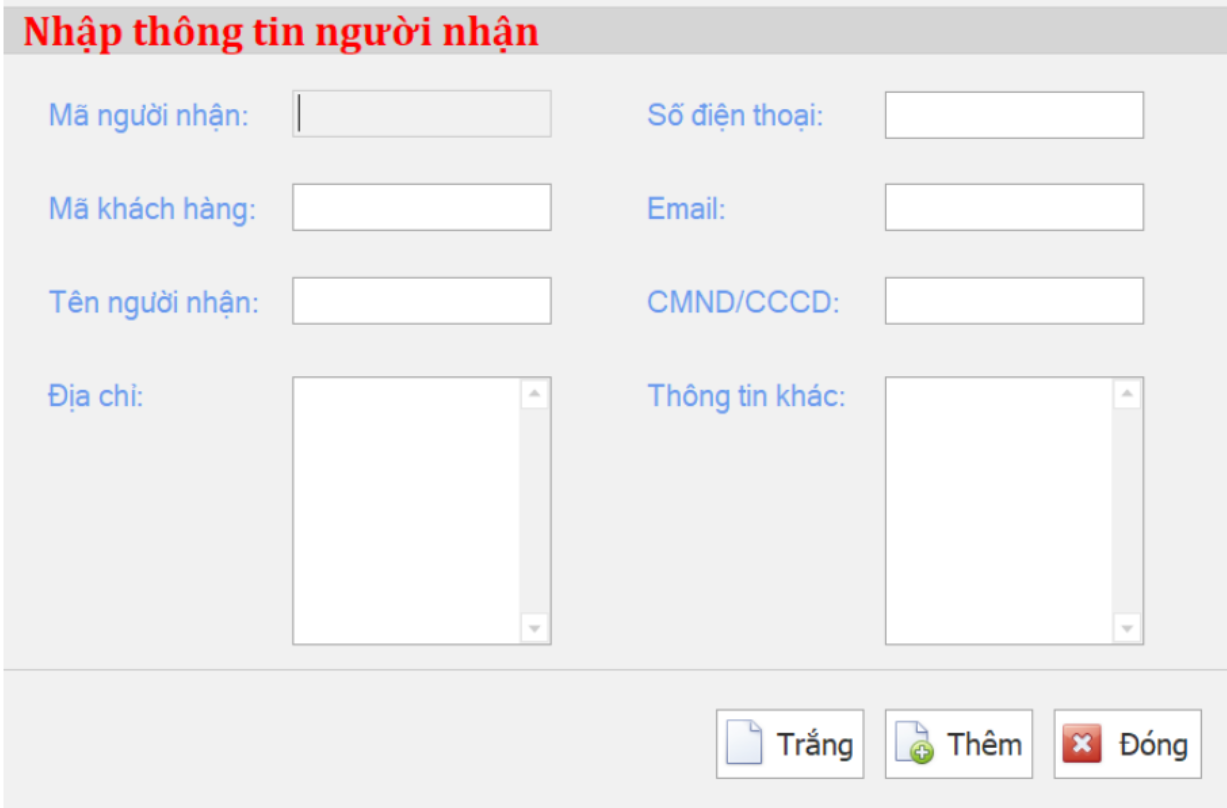 Nhập thông tin người nhận
Mã người nhận:
Số điện thoại:
Mã khách hàng:
Email:
Tên người nhận:
CMND/CCCD:
Địa chỉ:
Thông tin khác:
Trắng
Thêm
Đóng